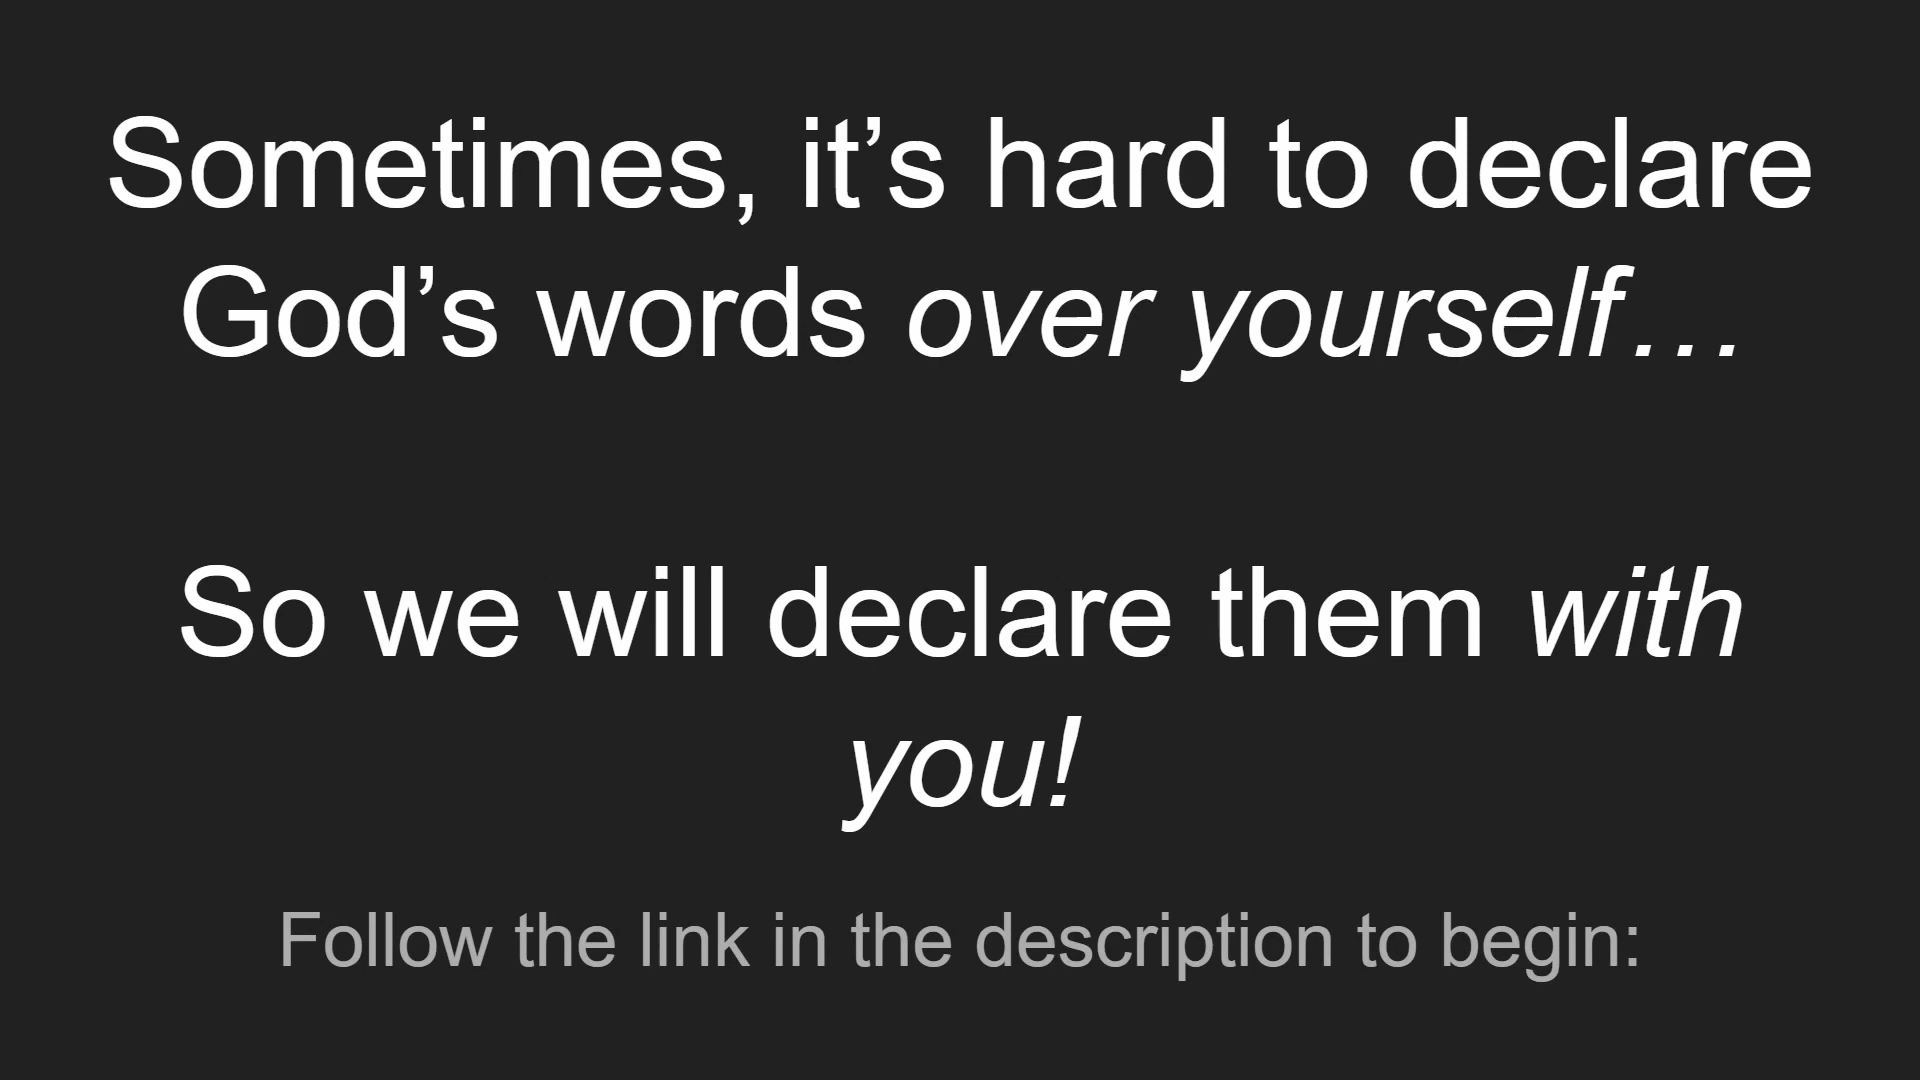 Sometimes, it’s hard to declare
God’s words over yourself…
So we will declare them with
you!
Follow the link in the description to begin: